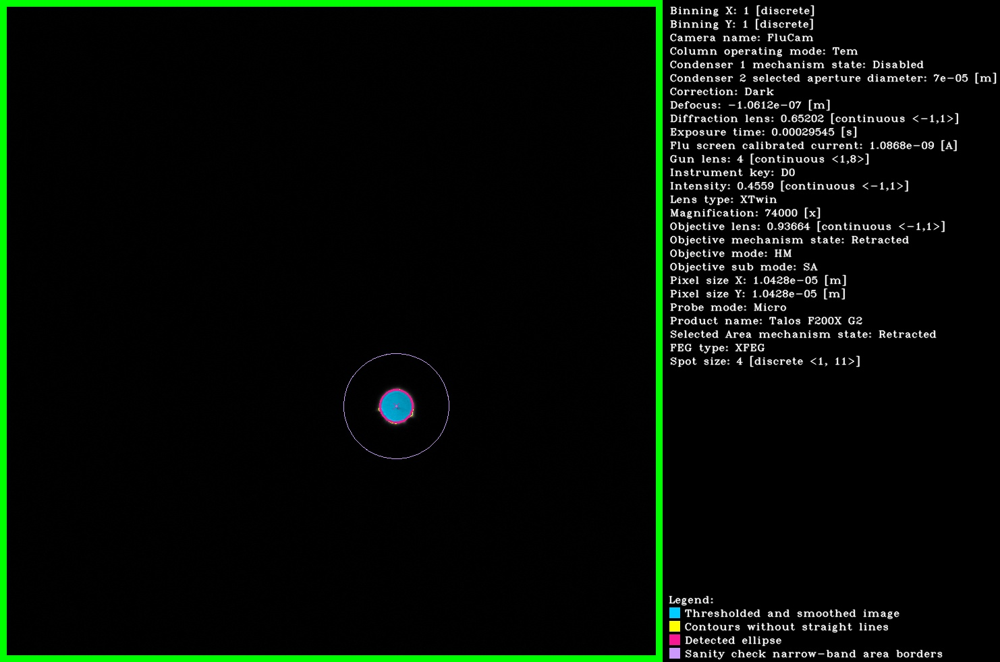 Binning X: 1 [discrete]
Binning Y: 1 [discrete]
Camera name: FluCam
Column operating mode: Tem
Condenser 1 mechanism state: Disabled
Condenser 2 selected aperture diameter: 7e-05 [m]
Correction: Dark
Defocus: -1.0612e-07 [m]
Diffraction lens: 0.65202 [continuous <-1,1>]
Exposure time: 0.00029545 [s]
Flu screen calibrated current: 1.0868e-09 [A]
Gun lens: 4 [continuous <1,8>]
Instrument key: D0
Intensity: 0.4559 [continuous <-1,1>]
Lens type: XTwin
Magnification: 74000 [x]
Objective lens: 0.93664 [continuous <-1,1>]
Objective mechanism state: Retracted
Objective mode: HM
Objective sub mode: SA
Pixel size X: 1.0428e-05 [m]
Pixel size Y: 1.0428e-05 [m]
Probe mode: Micro
Product name: Talos F200X G2
Selected Area mechanism state: Retracted
FEG type: XFEG
Spot size: 4 [discrete <1, 11>]
Legend:
Thresholded and smoothed image
Contours without straight lines
Detected ellipse
Sanity check narrow-band area borders